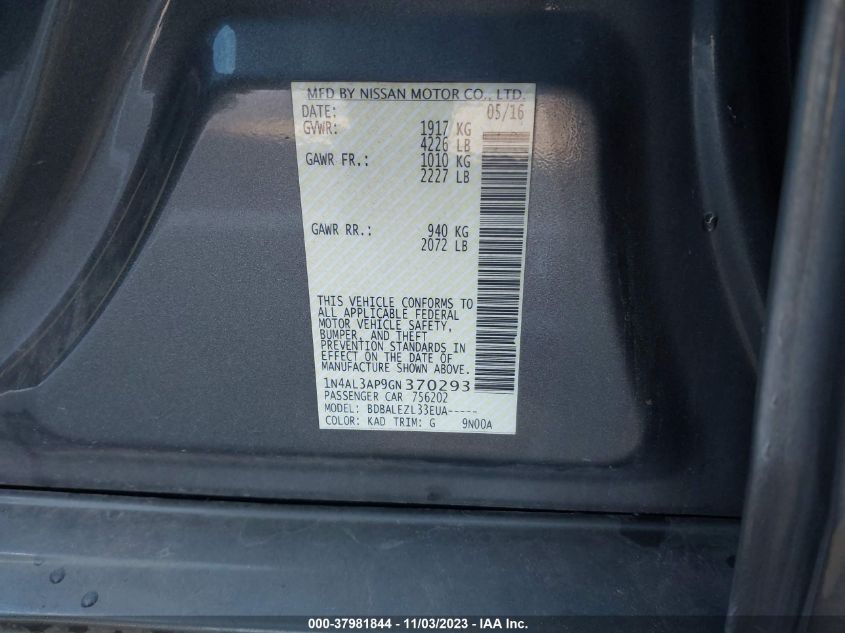 MFD BY NISSAN MOTOR CO., LTD.
DATE: 05/16
GVWR: 1917 KG
4226 LB
GAWR FR.: 1010 KG
2227 LB
GAWR RR.: 940 KG
2072 LB
THIS VEHICLE CONFORMS TO
ALL APPLICABLE FEDERAL
MOTOR VEHICLE SAFETY,
BUMPER, AND THEFT
PREVENTION STANDARDS IN
EFFECT ON THE DATE OF
MANUFACTURE SHOWN ABOVE.
1N4AL3AP9GN370293
PASSENGER CAR 756202
MODEL: BDBALEZL33EUA-----
COLOR: KAD TRIM: G 9N00A
000-37981844 - 11/03/2023 - IAA Inc.